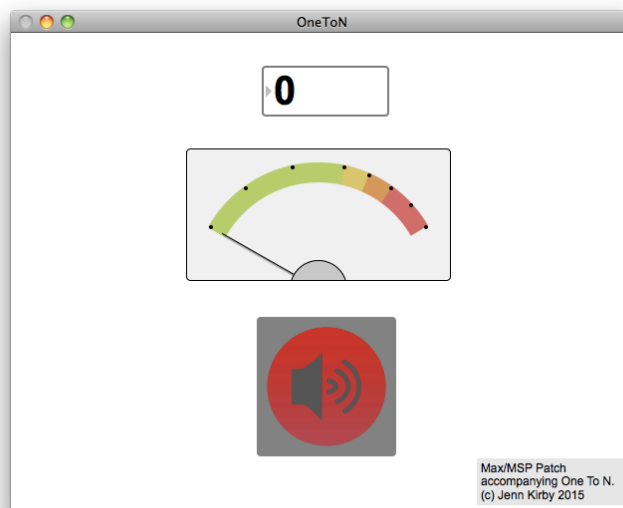 OneToN
0
Max/MSP Patch
accompanying One To N.
(c) Jenn Kirby 2015